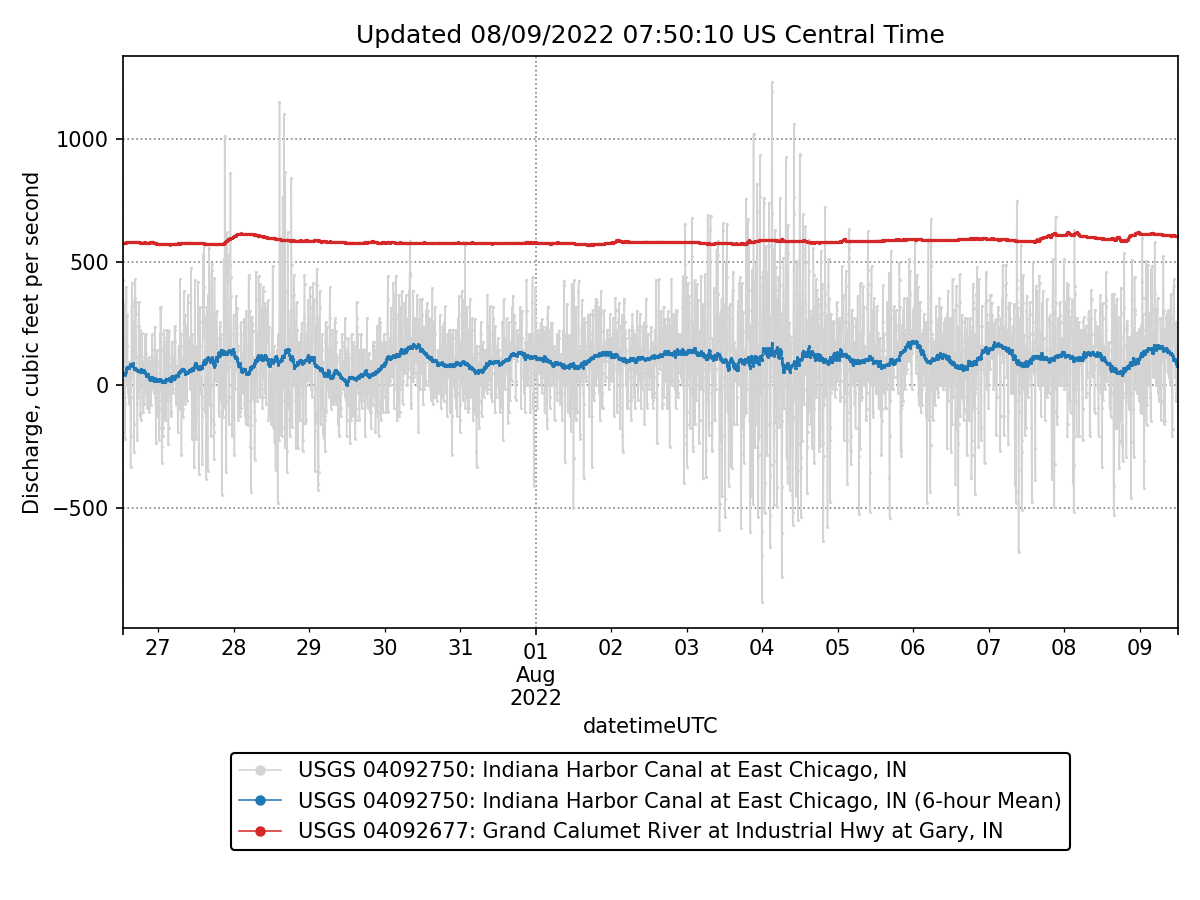 Updated 08/09/2022 07:50:10 US Central Time
Discharge, cubic feet per second
1000
500
0
−500
27 28 29 30 31 01 02 03 04 05 06 07 08 09
Aug
2022
datetimeUTC
USGS 04092750: Indiana Harbor Canal at East Chicago, IN
USGS 04092750: Indiana Harbor Canal at East Chicago, IN (6-hour Mean)
USGS 04092677: Grand Calumet River at Industrial Hwy at Gary, IN